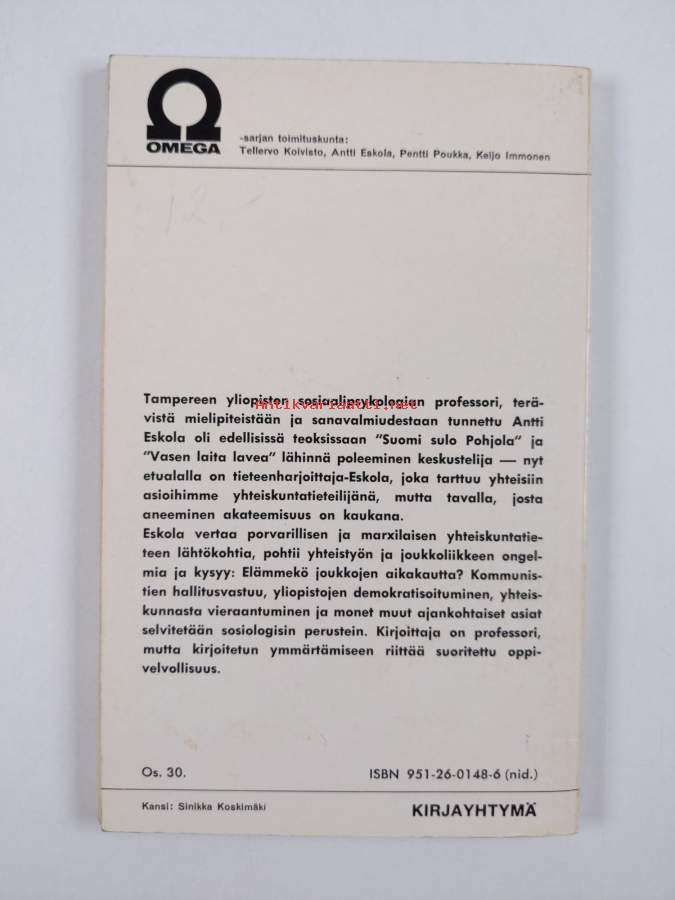 OMEGA
-sarjan toimituskunta:
Tellervo Koivisto, Antti Eskola, Pentti Poukka, Keijo Immonen
12 -
Tampereen yliopiston sosiaalipsykologian professori, terä-
Antikvariaatti.net
vistä mielipiteistään ja sanavalmiudestaan tunnettu Antti
Eskola oli edellisissä teoksissaan "Suomi sulo Pohjola" ja
"Vasen laita lavea" lähinnä poleeminen keskustelija — nyt
etualalla on tieteenharjoittaja-Eskola, joka tarttuu yhteisiin
asioihimme yhteiskuntatieteilijänä, mutta tavalla, josta
aneeminen akateemisuus on kaukana.
Eskola vertaa porvarillisen ja marxilaisen yhteiskuntatie-
teen lähtökohtia, pohtii yhteistyön ja joukkoliikkeen ongel-
mia ja kysyy: Elämmekö joukkojen aikakautta? Kommunis-
tien hallitusvastuu, yliopistojen demokratisoituminen, yhteis-
kunnasta vieraantuminen ja monet muut ajankohtaiset asiat
selvitetään sosiologisin perustein. Kirjoittaja on professori,
mutta kirjoitetun ymmärtämiseen riittää suoritettu oppi-
velvollisuus.
Os. 30.
ISBN 951-26-0148-6 (nid.)
Kansi: Sinikka Koskimäki
KIRJAYHTYMÄ